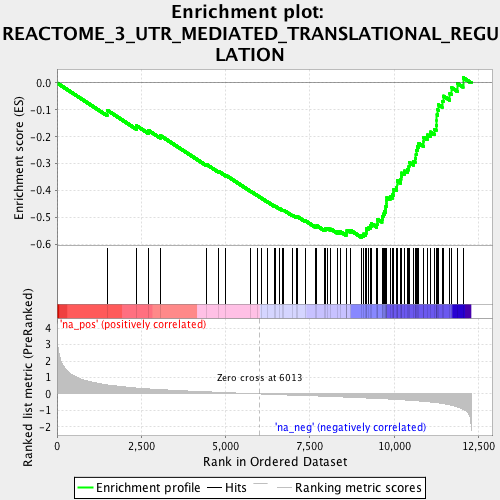 Enrichment plot:
REACTOME_3_UTR_MEDIATED_TRANSLATIONAL_REGU
LATION
Enrichment score (ES)
0.0
-0.1
-0.2
-0.3
-0.4
-0.5
-0.6
'na_pos' (positively correlated)
Ranked list metric (PreRanked)
4
3
2
1
0
-1
-2
Zero cross at 6013
'na_neg' (negatively correlated)
0
2,500
5,000
7,500
10,000
12,500
Rank in Ordered Dataset
Enrichment profile
Hits
Ranking metric scores